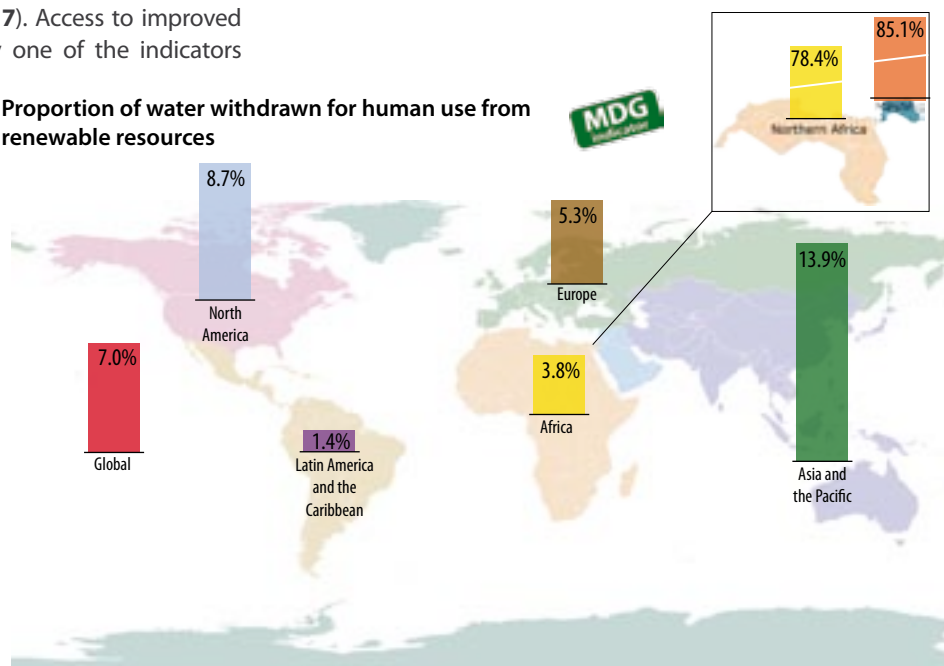 7). Access to improved
one of the indicators
Proportion of water withdrawn for human use from
renewable resources
MDG
indicator
85.1%
78.4%
Northern Africa
8.7%
North
America
5.3%
Europe
13.9%
Asia and
the Pacific
7.0%
Global
3.8%
Africa
1.4%
Latin America
and the
Caribbean